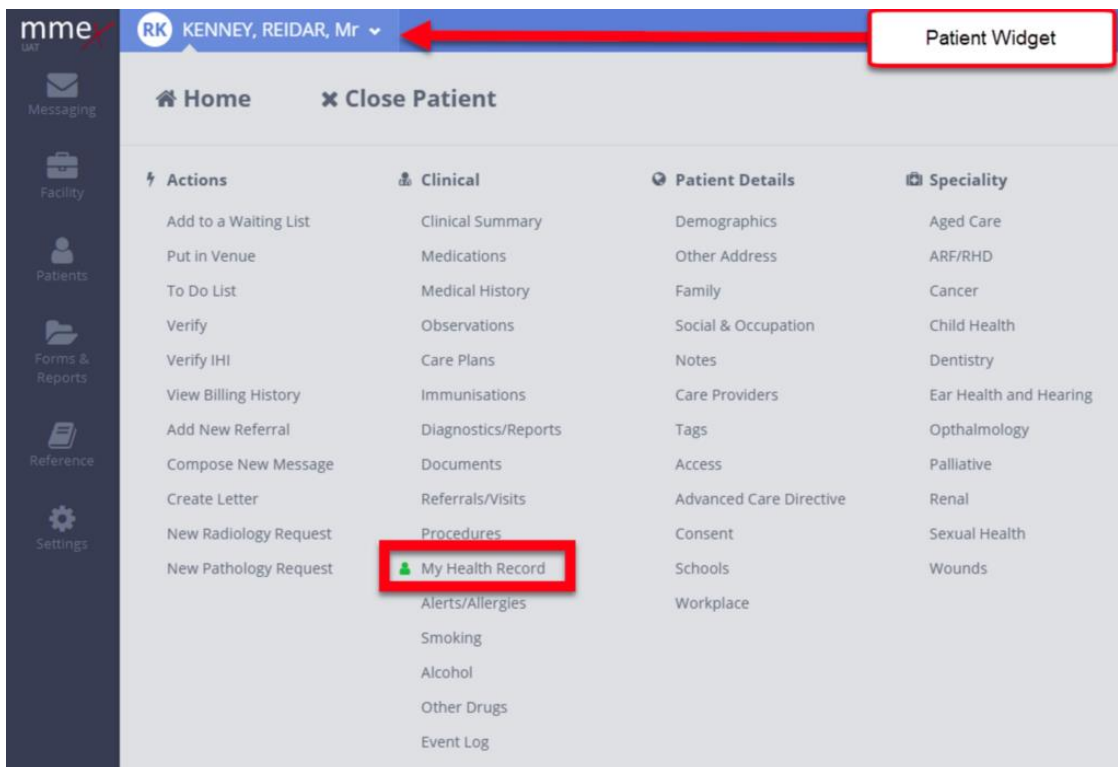 mmex
UAT
RK KENNEY, REIDAR, Mr
Patient Widget
Messaging
Facility
Patients
Forms &
Reports
Reference
Settings
Home
Close Patient
Actions
Add to a Waiting List
Put in Venue
To Do List
Verify
Verify IHI
View Billing History
Add New Referral
Compose New Message
Create Letter
New Radiology Request
New Pathology Request
Clinical
Clinical Summary
Medications
Medical History
Observations
Care Plans
Immunisations
Diagnostics/Reports
Documents
Referrals/Visits
Procedures
My Health Record
Alerts/Allergies
Smoking
Alcohol
Other Drugs
Event Log
Patient Details
Demographics
Other Address
Family
Social & Occupation
Notes
Care Providers
Tags
Access
Advanced Care Directive
Consent
Schools
Workplace
Speciality
Aged Care
ARF/RHD
Cancer
Child Health
Dentistry
Ear Health and Hearing
Opthalmology
Palliative
Renal
Sexual Health
Wounds